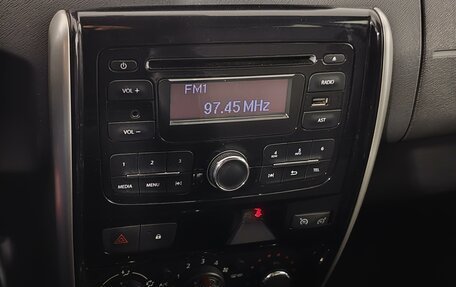 RADIO
VOL +
FM1
97.45 MHz
VOL −
AST
1 2 3
4 5 6
MEDIA MENU
TEL
A/C